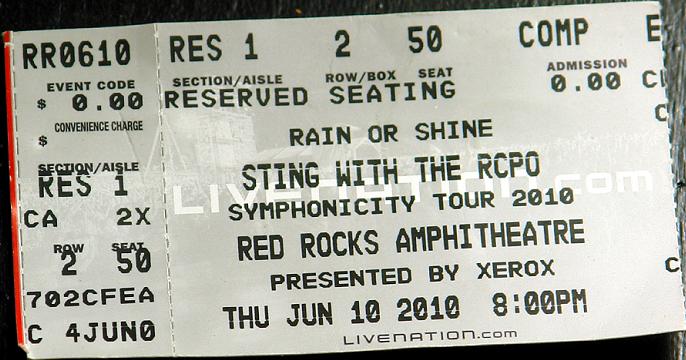 RR0610
EVENT CODE
$ 0.00
CONVENIENCE CHARGE
$
SECTION/AISLE
RES 1
CA 2X
ROW SEAT
2 50
702CFEA
C 4JUN0
RES 1 2 50 COMP E
SECTION/AISLE ROW/BOX SEAT ADMISSION
RESERVED SEATING 0.00
RAIN OR SHINE
STING WITH THE RCPO
SYMPHONICITY TOUR 2010
RED ROCKS AMPHITHEATRE
PRESENTED BY XEROX
THU JUN 10 2010 8:00PM
LIVENATION.com
LIVENATION.com